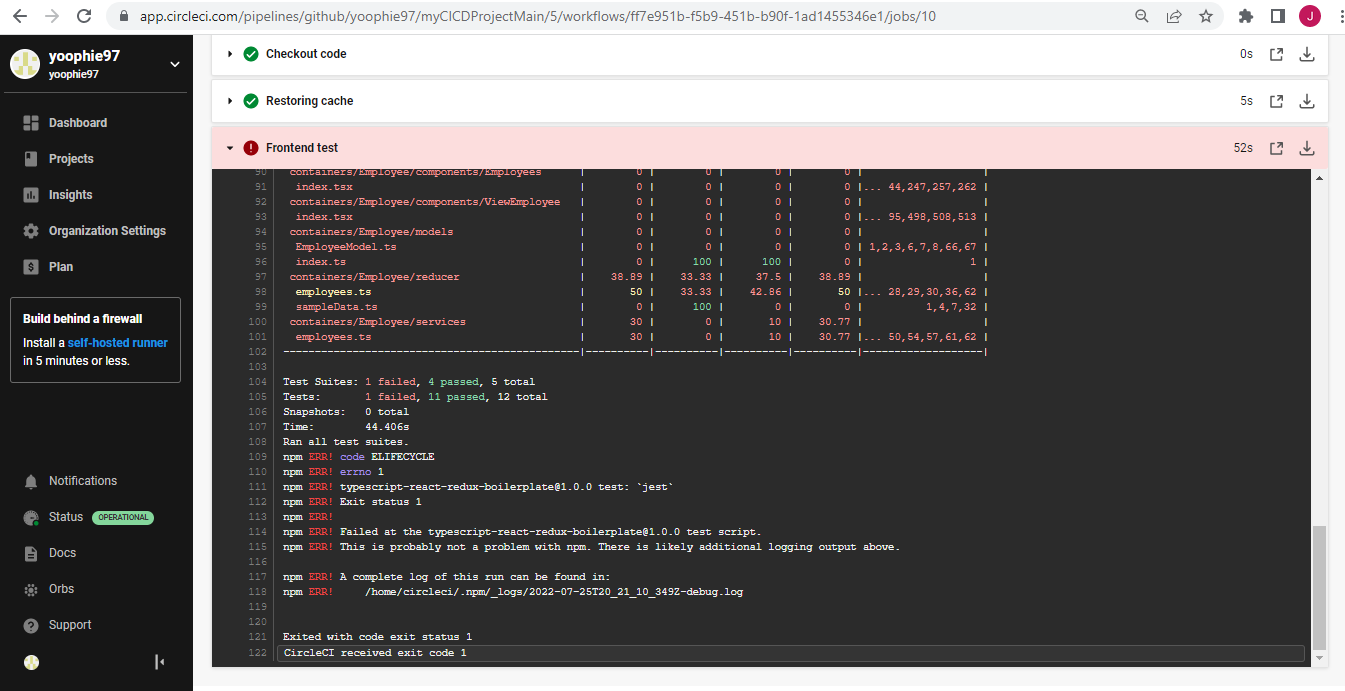 app.circleci.com/pipelines/github/yoophie97/myCICDProjectMain/5/workflows/ff7e951b-f5b9-451b-b90f-1ad1455346e1/jobs/10
J
yoophie97
yoophie97
Dashboard
Projects
Insights
Organization Settings
Plan
Build behind a firewall
Install a self-hosted runner
in 5 minutes or less.
Notifications
Status OPERATIONAL
Docs
Orbs
Support
Checkout code 0s
Restoring cache 5s
Frontend test 52s
90 containers/Employee/components/Employees | 0 | 0 | 0 | 0 | |
91 index.tsx | 0 | 0 | 0 | 0 |... 44,247,257,262 |
92 containers/Employee/components/ViewEmployee | 0 | 0 | 0 | 0 | |
93 index.tsx | 0 | 0 | 0 | 0 |... 95,498,508,513 |
94 containers/Employee/models | 0 | 0 | 0 | 0 | |
95 EmployeeModel.ts | 0 | 0 | 0 | 0 | 1,2,3,6,7,8,66,67 |
96 index.ts | 0 | 100 | 100 | 0 | 1 |
97 containers/Employee/reducer | 38.89 | 33.33 | 37.5 | 38.89 | |
98 employees.ts | 50 | 33.33 | 42.86 | 50 |... 28,29,30,36,62 |
99 sampleData.ts | 0 | 100 | 0 | 0 | 1,4,7,32 |
100 containers/Employee/services | 30 | 0 | 10 | 30.77 | |
101 employees.ts | 30 | 0 | 10 | 30.77 |... 50,54,57,61,62 |
102 -----------------------------------------------|----------|----------|----------|----------|-------------------|
103
104 Test Suites: 1 failed, 4 passed, 5 total
105 Tests: 1 failed, 11 passed, 12 total
106 Snapshots: 0 total
107 Time: 44.406s
108 Ran all test suites.
109 npm ERR! code ELIFECYCLE
110 npm ERR! errno 1
111 npm ERR! typescript-react-redux-boilerplate@1.0.0 test: `jest`
112 npm ERR! Exit status 1
113 npm ERR!
114 npm ERR! Failed at the typescript-react-redux-boilerplate@1.0.0 test script.
115 npm ERR! This is probably not a problem with npm. There is likely additional logging output above.
116
117 npm ERR! A complete log of this run can be found in:
118 npm ERR! /home/circleci/.npm/_logs/2022-07-25T20_21_10_349Z-debug.log
119
120
121 Exited with code exit status 1
122 CircleCI received exit code 1